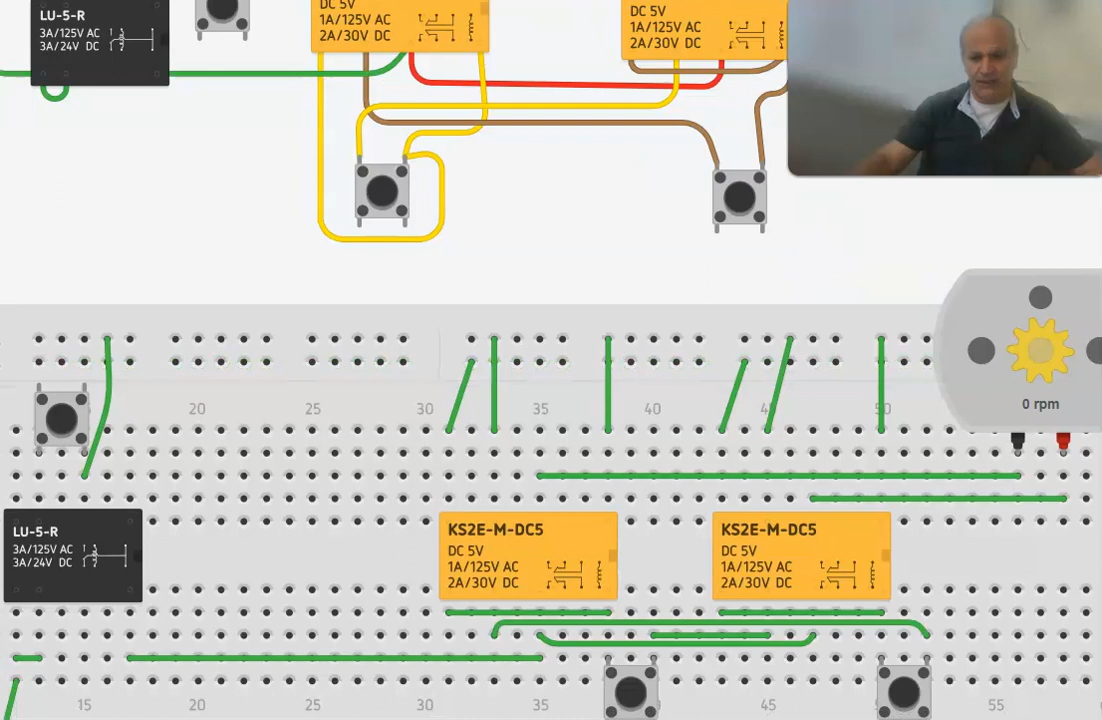 LU-5-R
3A/125V AC
3A/24V DC
DC 5V
1A/125V AC
2A/30V DC
DC 5V
1A/125V AC
2A/30V DC
0 rpm
20
25
30
35
40
50
LU-5-R
3A/125V AC
3A/24V DC
KS2E-M-DC5
DC 5V
1A/125V AC
2A/30V DC
KS2E-M-DC5
DC 5V
1A/125V AC
2A/30V DC
15
20
25
30
35
45
55